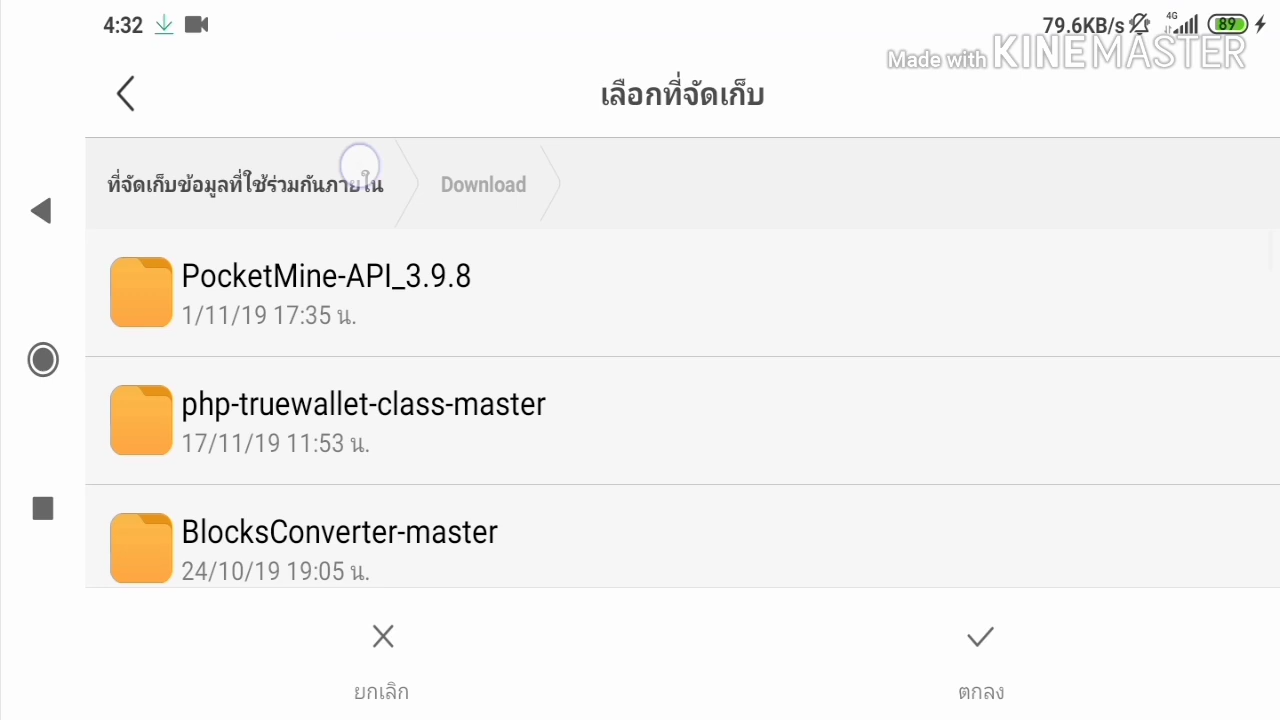 4:32
79.6KB/s 4G 89
Made with KINEMASTER
เลือกที่จัดเก็บ
ที่จัดเก็บข้อมูลที่ใช้ร่วมกันภายใน Download
PocketMine-API_3.9.8
1/11/19 17:35 น.
php-truewallet-class-master
17/11/19 11:53 น.
BlocksConverter-master
24/10/19 19:05 น.
ยกเลิก ตกลง